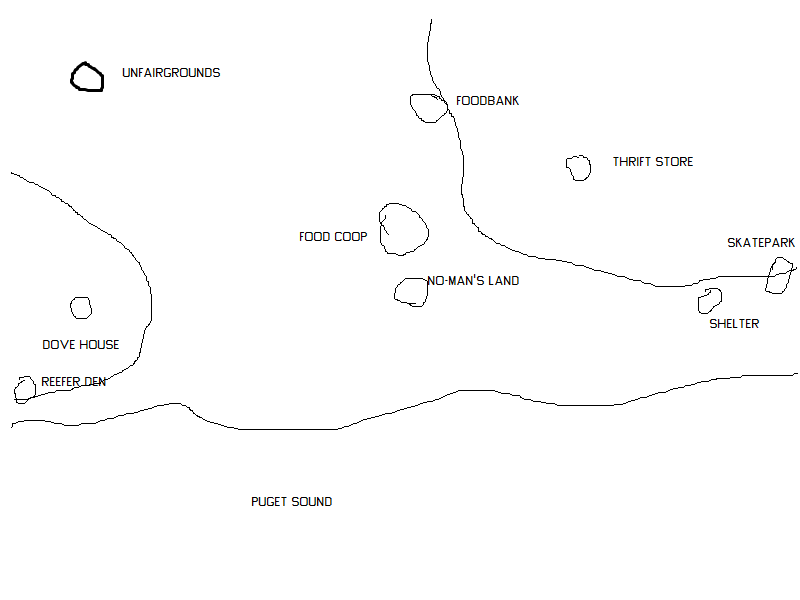 UNFAIRGROUNDS
FOODBANK
THRIFT STORE
FOOD COOP
SKATEPARK
NO-MAN'S LAND
SHELTER
DOVE HOUSE
REEFER DEN
PUGET SOUND